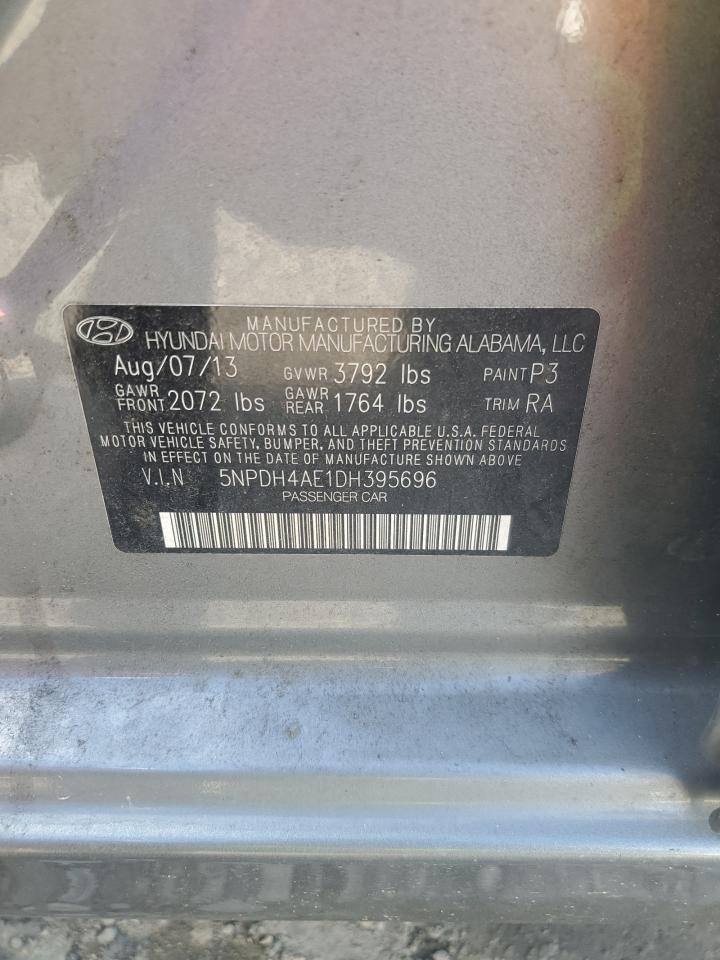 MANUFACTURED BY
HYUNDAI MOTOR MANUFACTURING ALABAMA, LLC
Aug/07/13 GVWR 3792 lbs PAINT P3
GAWR FRONT 2072 lbs GAWR REAR 1764 lbs TRIM RA
THIS VEHICLE CONFORMS TO ALL APPLICABLE U.S.A. FEDERAL
MOTOR VEHICLE SAFETY, BUMPER, AND THEFT PREVENTION STANDARDS
IN EFFECT ON THE DATE OF MANUFACTURE SHOWN ABOVE.
V.I.N 5NPDH4AE1DH395696
PASSENGER CAR